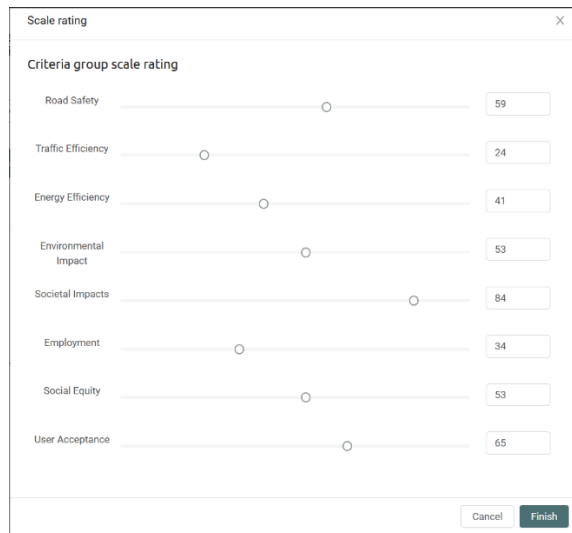 Scale rating
Criteria group scale rating
Road Safety 59
Traffic Efficiency 24
Energy Efficiency 41
Environmental
Impact 53
Societal Impacts 84
Employment 34
Social Equity 53
User Acceptance 65
Cancel Finish